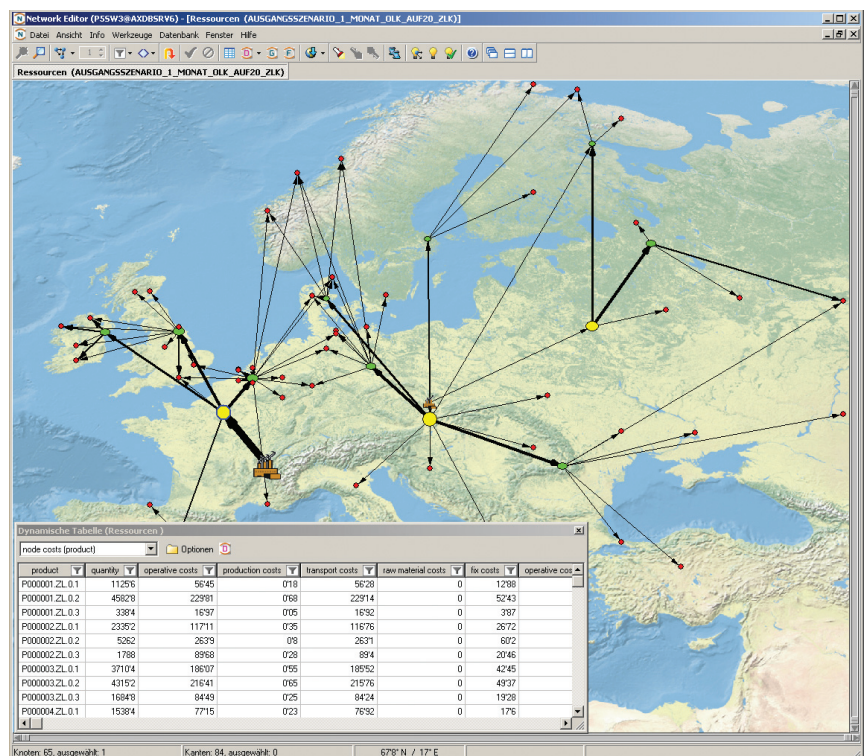 Network Editor (P5SW3@AXDBSRV6) - [Ressourcen (AUSGANGSSZENARIO_1_MONAT_OLK_AUF20_ZLK)]
Datei Ansicht Info Werkzeuge Datenbank Fenster Hilfe
Ressourcen (AUSGANGSSZENARIO_1_MONAT_OLK_AUF20_ZLK)
Dynamische Tabelle (Ressourcen )
node costs (product) Optionen
product quantity operative costs production costs transport costs raw material costs fix costs operative cos
P000001.ZL.0.1 1125'6 56'45 0'18 56'28 0 12'88
P000001.ZL.0.2 4582'8 229'81 0'68 229'14 0 52'43
P000001.ZL.0.3 338'4 16'97 0'05 16'92 0 3'87
P000002.ZL.0.1 2335'2 117'11 0'35 116'76 0 26'72
P000002.ZL.0.2 5262 263'9 0'8 263'1 0 60'2
P000002.ZL.0.3 1788 89'68 0'28 89'4 0 20'46
P000003.ZL.0.1 3710'4 186'07 0'55 185'52 0 42'45
P000003.ZL.0.2 4315'2 216'41 0'65 215'76 0 49'37
P000003.ZL.0.3 1684'8 84'49 0'25 84'24 0 19'28
P000004.ZL.0.1 1538'4 77'15 0'23 76'92 0 17'6
Knoten: 65, ausgewählt: 1 Kanten: 84, ausgewählt: 0 67'8° N / 17° E